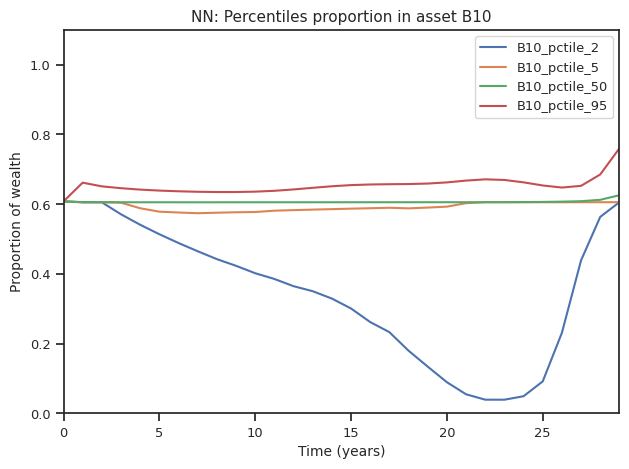 NN: Percentiles proportion in asset B10
B10_pctile_2
B10_pctile_5
B10_pctile_50
B10_pctile_95
Proportion of wealth
1.0
0.8
0.6
0.4
0.2
0.0
0 5 10 15 20 25
Time (years)